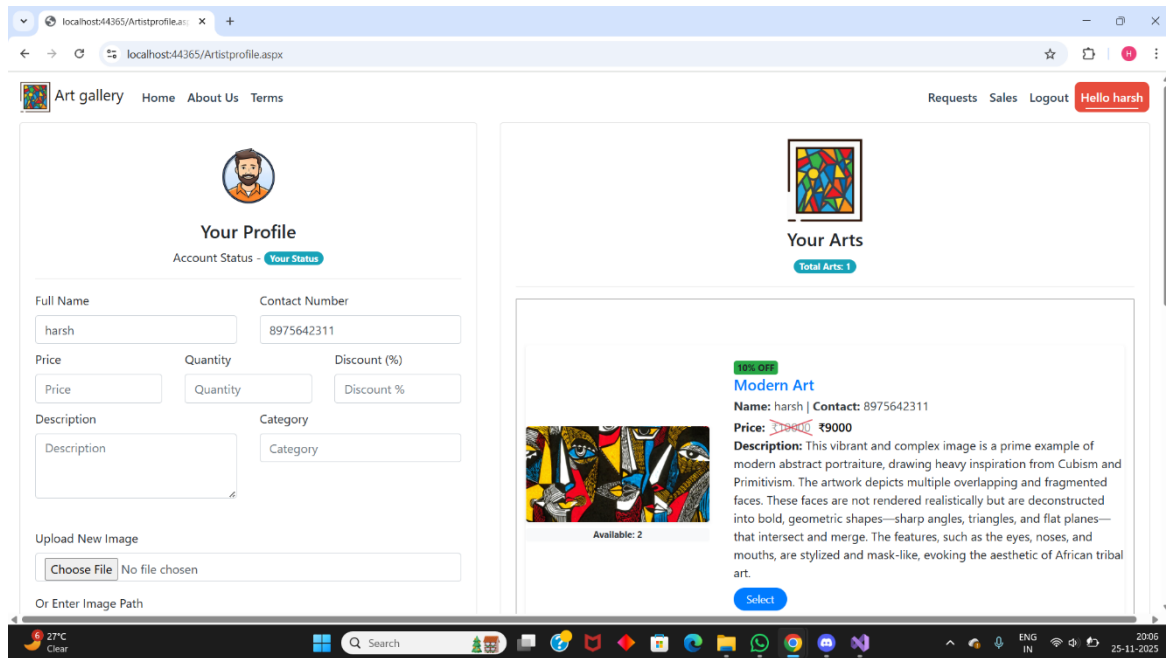 localhost:44365/Artistprofile.as
localhost:44365/Artistprofile.aspx
H
Art gallery Home About Us Terms
Requests Sales Logout Hello harsh
Your Profile
Account Status - Your Status
Full Name Contact Number
harsh 8975642311
Price Quantity Discount (%)
Price Quantity Discount %
Description Category
Description Category
Upload New Image
Choose File No file chosen
Or Enter Image Path
Your Arts
Total Arts: 1
10% OFF
Modern Art
Name: harsh | Contact: 8975642311
Price: ₹10000 ₹9000
Description: This vibrant and complex image is a prime example of
modern abstract portraiture, drawing heavy inspiration from Cubism and
Primitivism. The artwork depicts multiple overlapping and fragmented
faces. These faces are not rendered realistically but are deconstructed
into bold, geometric shapes—sharp angles, triangles, and flat planes—
that intersect and merge. The features, such as the eyes, noses, and
mouths, are stylized and mask-like, evoking the aesthetic of African tribal
art.
Available: 2
Select
6
27°C
Clear
Search
ENG
IN
20:06
25-11-2025